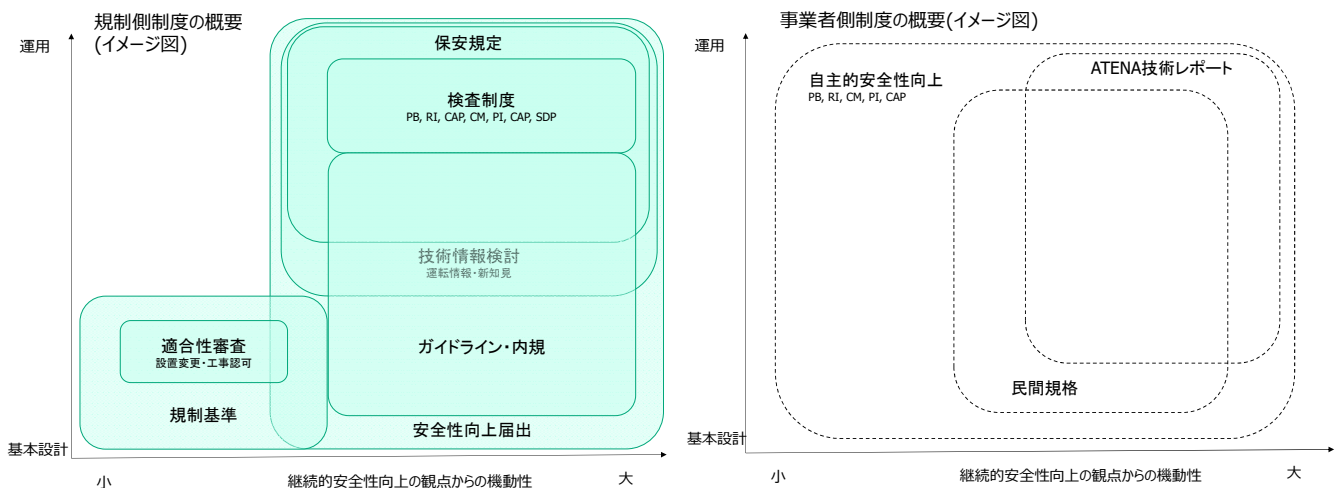 規制側制度の概要
(イメージ図)
運用
保安規定
検査制度
PB, RI, CAP, CM, PI, CAP, SDP
技術情報検討
運転情報・新知見
適合性審査
設置変更・工事認可
ガイドライン・内規
規制基準
安全性向上届出
基本設計
小
継続的安全性向上の観点からの機動性
大
事業者側制度の概要(イメージ図)
運用
ATENA技術レポート
自主的安全性向上
PB, RI, CM, PI, CAP
民間規格
基本設計
小
継続的安全性向上の観点からの機動性
大